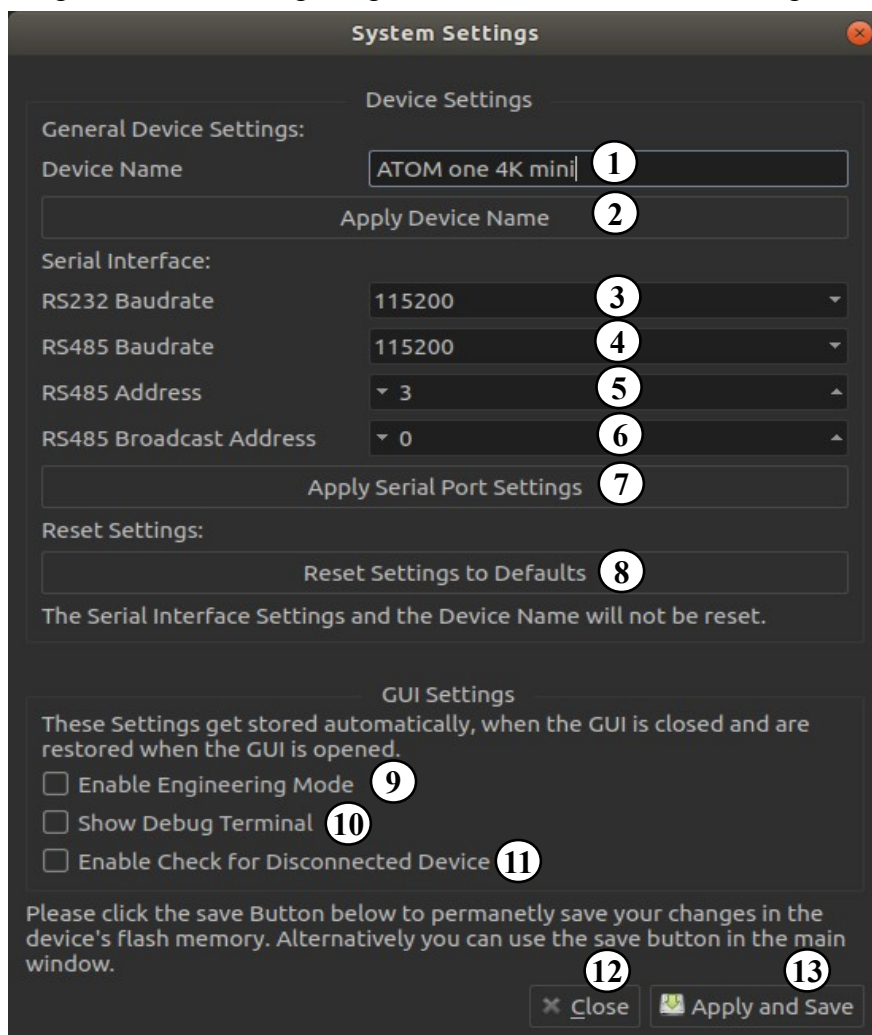 System Settings
Device Settings
General Device Settings:
Device Name ATOM one 4K mini 1
Apply Device Name 2
Serial Interface:
RS232 Baudrate 115200 3
RS485 Baudrate 115200 4
RS485 Address 3 5
RS485 Broadcast Address 0 6
Apply Serial Port Settings 7
Reset Settings:
Reset Settings to Defaults 8
The Serial Interface Settings and the Device Name will not be reset.
GUI Settings
These Settings get stored automatically, when the GUI is closed and are
restored when the GUI is opened.
Enable Engineering Mode 9
Show Debug Terminal 10
Enable Check for Disconnected Device 11
Please click the save Button below to permanetly save your changes in the
device's flash memory. Alternatively you can use the save button in the main
window.
12 13
Close Apply and Save